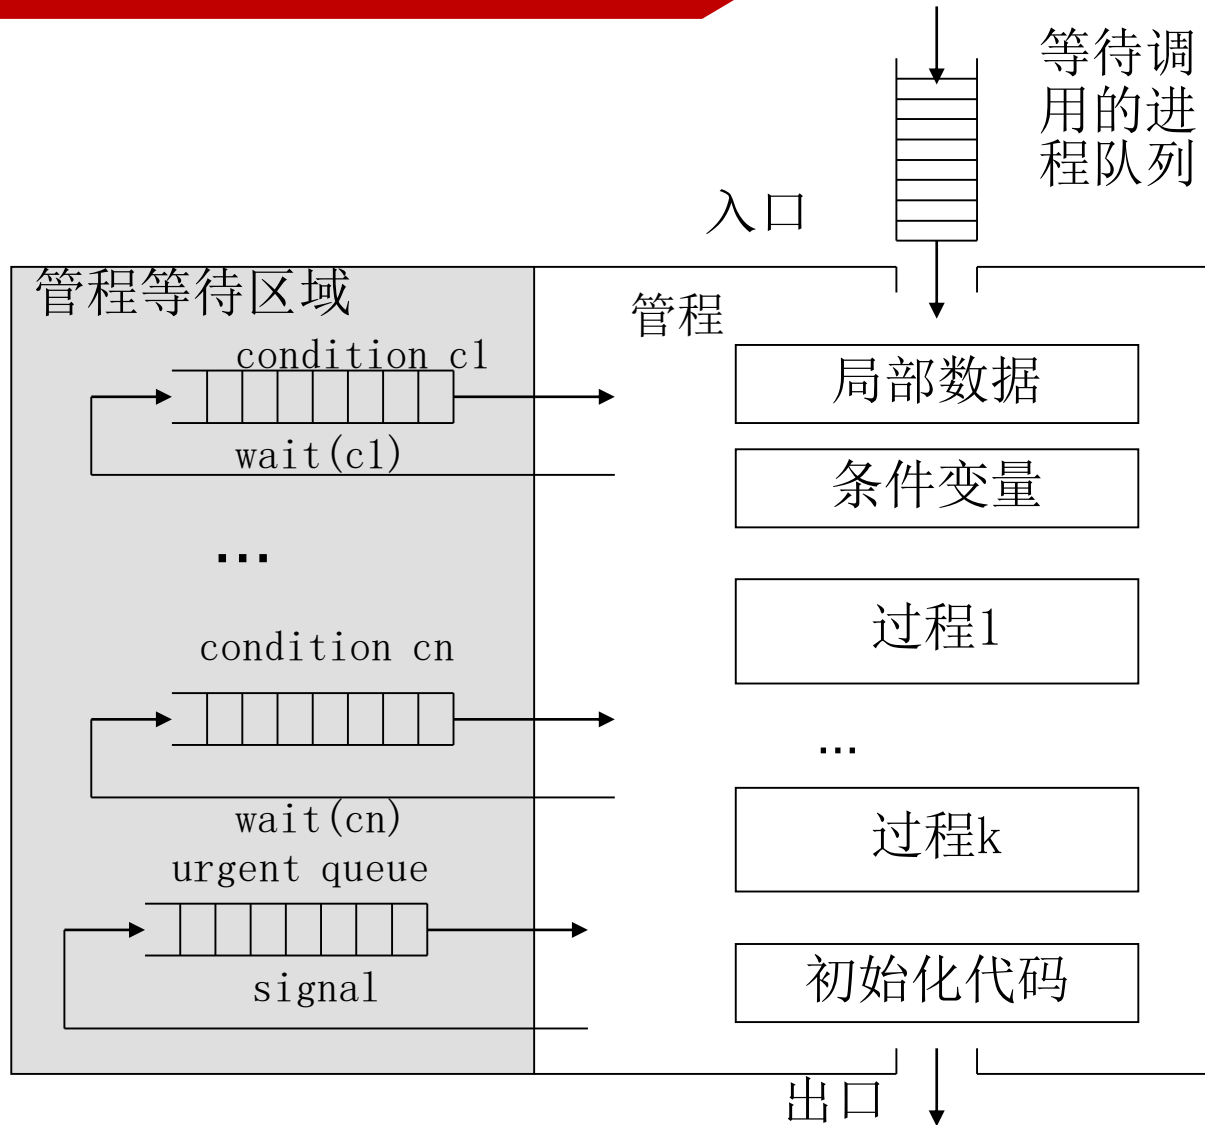 等待调
用的进
程队列
入口
管程等待区域
管程
condition c1
wait(c1)
…
condition cn
wait(cn)
urgent queue
signal
局部数据
条件变量
过程1
…
过程k
初始化代码
出口